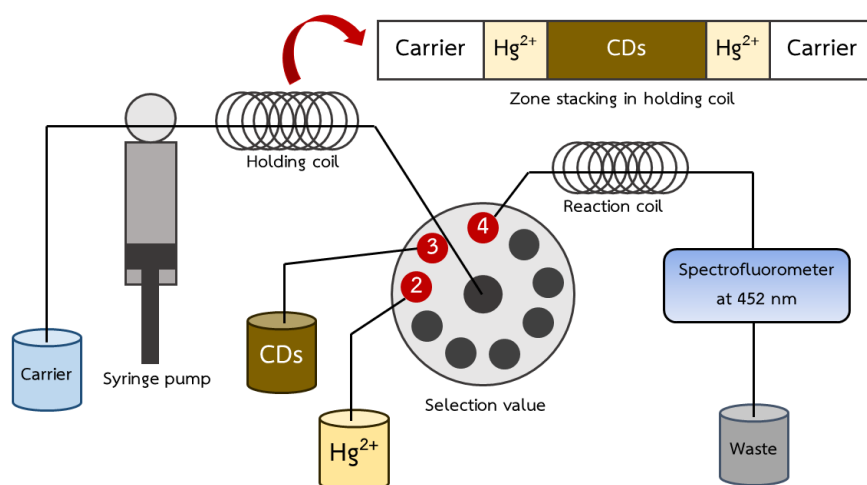 Carrier Hg²⁺ CDs Hg²⁺ Carrier
Zone stacking in holding coil
Holding coil
Reaction coil
4
3
2
Spectrofluorometer
at 452 nm
CDs
Carrier
Syringe pump
Selection value
Hg²⁺
Waste